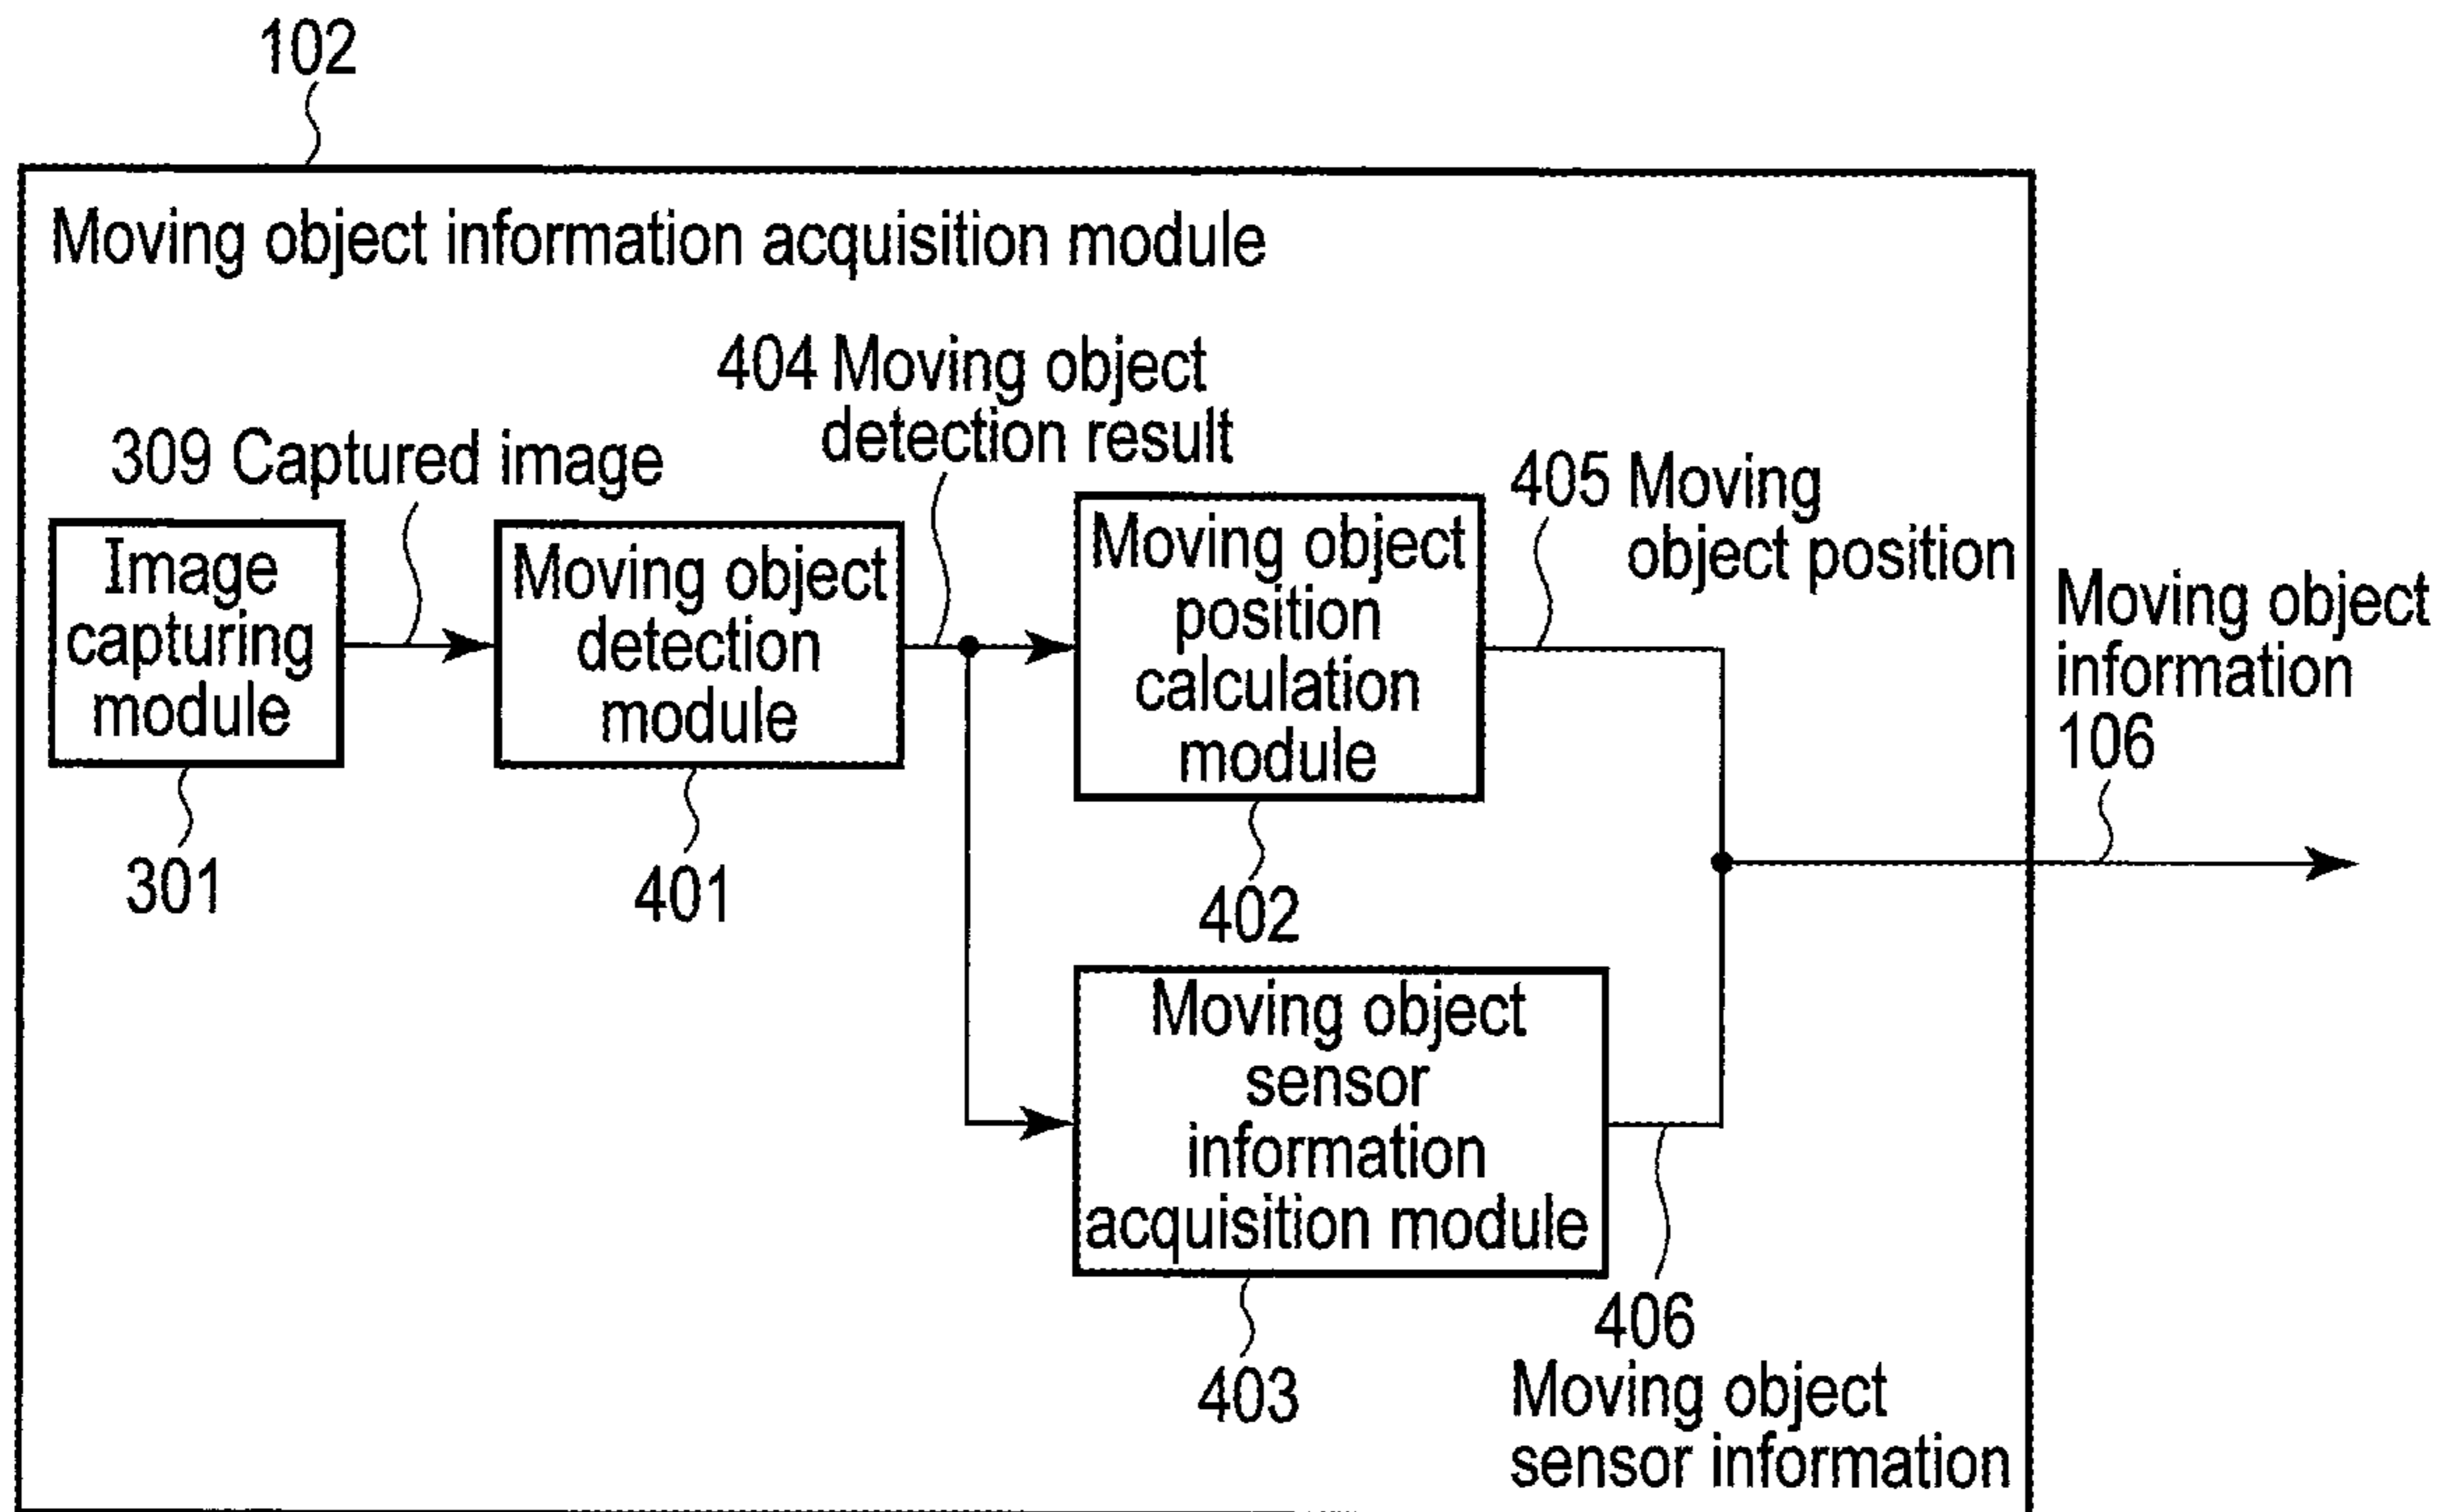 102
Moving object information acquisition module
404 Moving object
detection result
309 Captured image
405 Moving
object position
Image
capturing
module
Moving object
detection
module
Moving object
position
calculation
module
Moving object
information
106
301
401
402
Moving object
sensor
information
acquisition module
403
406
Moving object
sensor information